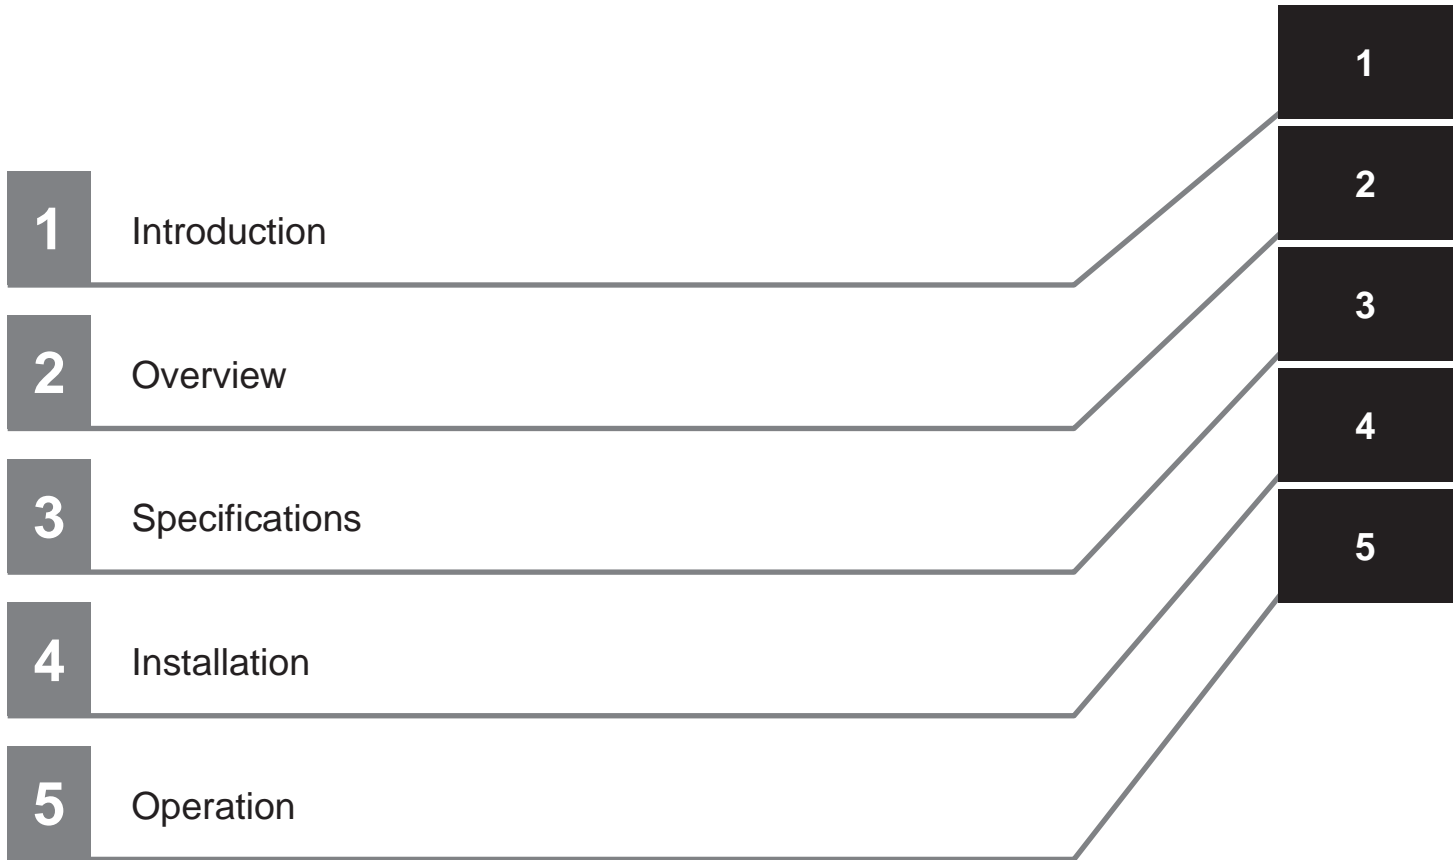 1 Introduction
2 Overview
3 Specifications
4 Installation
5 Operation
1
2
3
4
5